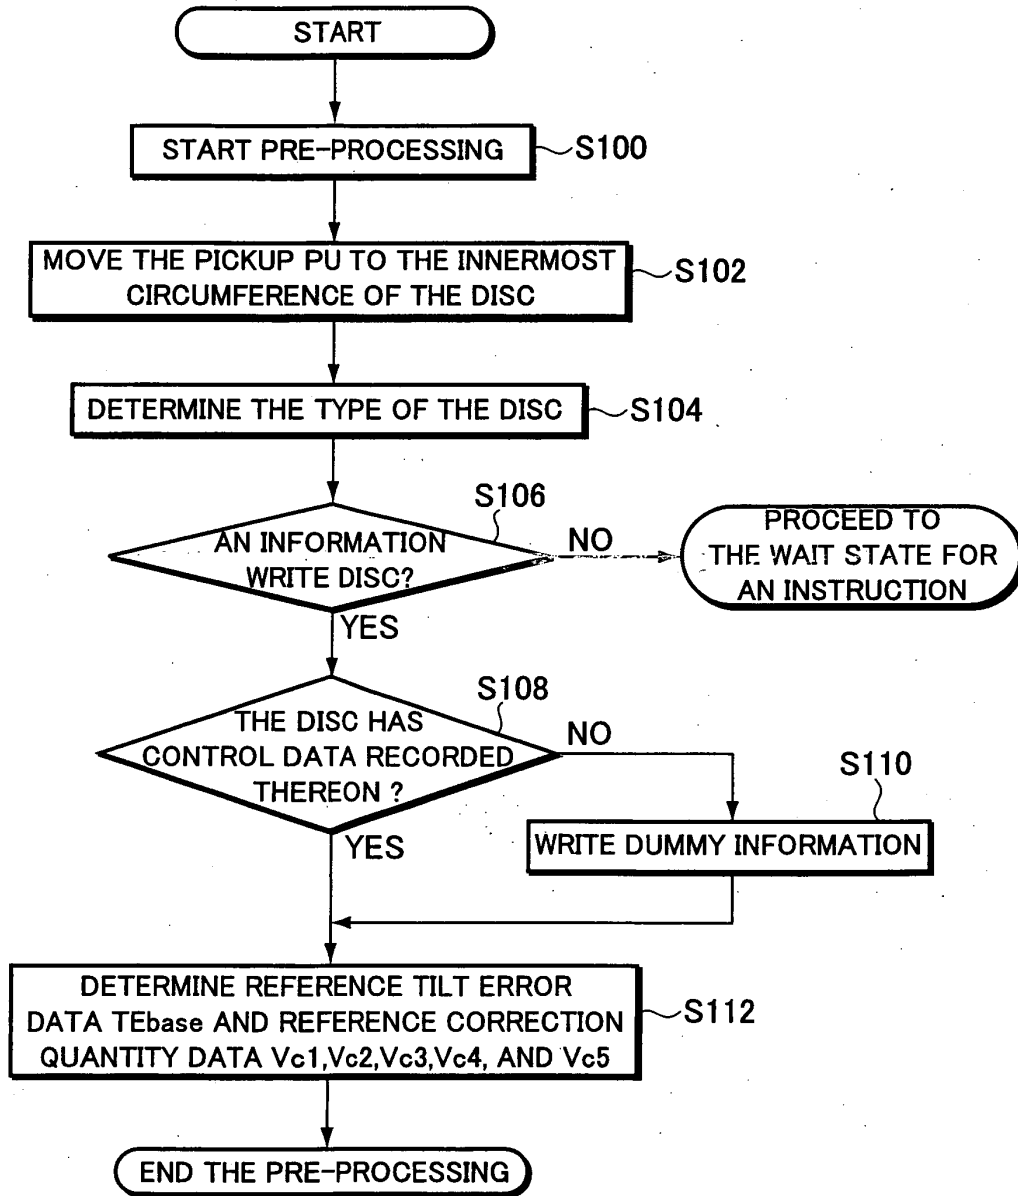 START
START PRE-PROCESSING
S100
MOVE THE PICKUP PU TO THE INNERMOST
CIRCUMFERENCE OF THE DISC
S102
DETERMINE THE TYPE OF THE DISC
S104
S106
AN INFORMATION
WRITE DISC?
NO
PROCEED TO
THE WAIT STATE FOR
AN INSTRUCTION
YES
S108
THE DISC HAS
CONTROL DATA RECORDED
THEREON ?
NO
S110
WRITE DUMMY INFORMATION
YES
DETERMINE REFERENCE TILT ERROR
DATA TEbase AND REFERENCE CORRECTION
QUANTITY DATA Vc1,Vc2,Vc3,Vc4, AND Vc5
S112
END THE PRE-PROCESSING